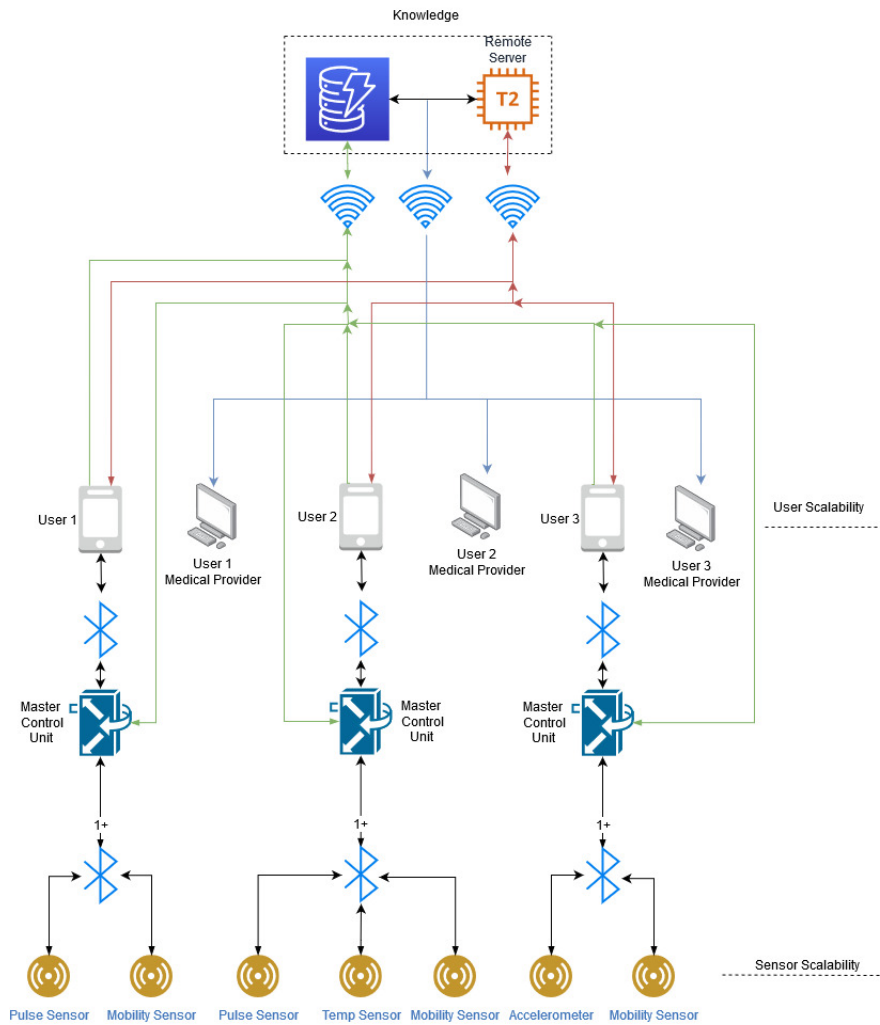 Knowledge
Remote
Server
T2
User 1
User 2
User 3
User Scalability
User 1
Medical Provider
User 2
Medical Provider
User 3
Medical Provider
Master
Control
Unit
Master
Control
Unit
Master
Control
Unit
1+
1+
1+
Sensor Scalability
Pulse Sensor
Mobility Sensor
Pulse Sensor
Temp Sensor
Mobility Sensor
Accelerometer
Mobility Sensor